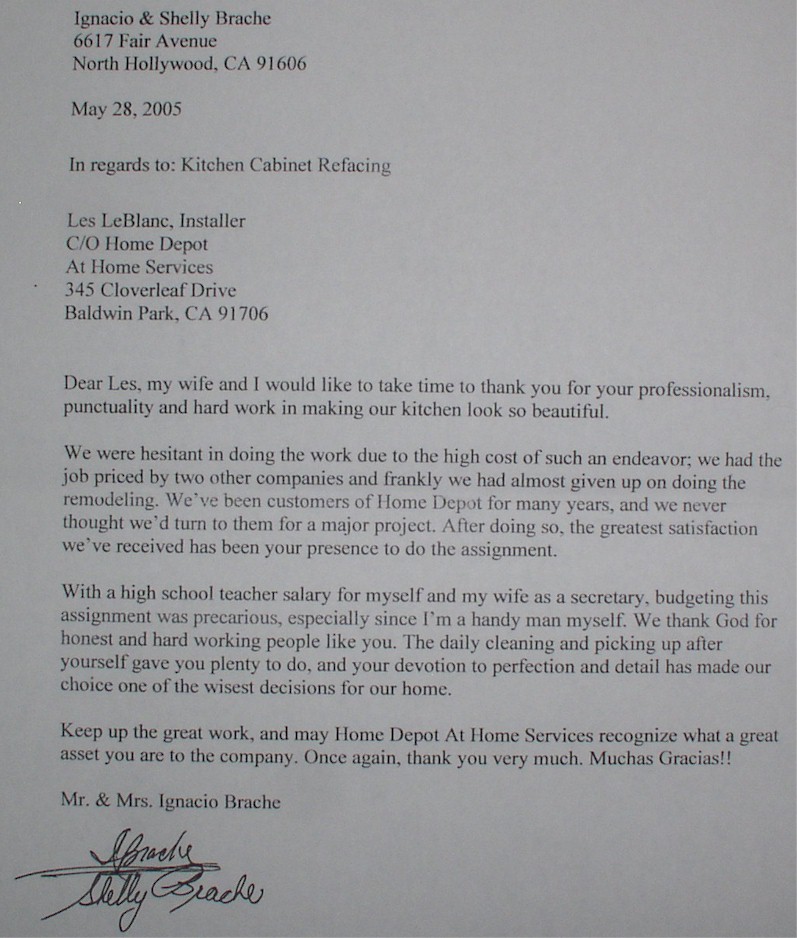 Ignacio & Shelly Brache
6617 Fair Avenue
North Hollywood, CA 91606
May 28, 2005
In regards to: Kitchen Cabinet Refacing
Les LeBlanc, Installer
C/O Home Depot
At Home Services
345 Cloverleaf Drive
Baldwin Park, CA 91706
Dear Les, my wife and I would like to take time to thank you for your professionalism,
punctuality and hard work in making our kitchen look so beautiful.
We were hesitant in doing the work due to the high cost of such an endeavor; we had the
job priced by two other companies and frankly we had almost given up on doing the
remodeling. We've been customers of Home Depot for many years, and we never
thought we'd turn to them for a major project. After doing so, the greatest satisfaction
we've received has been your presence to do the assignment.
With a high school teacher salary for myself and my wife as a secretary, budgeting this
assignment was precarious, especially since I'm a handy man myself. We thank God for
honest and hard working people like you. The daily cleaning and picking up after
yourself gave you plenty to do, and your devotion to perfection and detail has made our
choice one of the wisest decisions for our home.
Keep up the great work, and may Home Depot At Home Services recognize what a great
asset you are to the company. Once again, thank you very much. Muchas Gracias!!
Mr. & Mrs. Ignacio Brache
IBrache
Shelly Brache